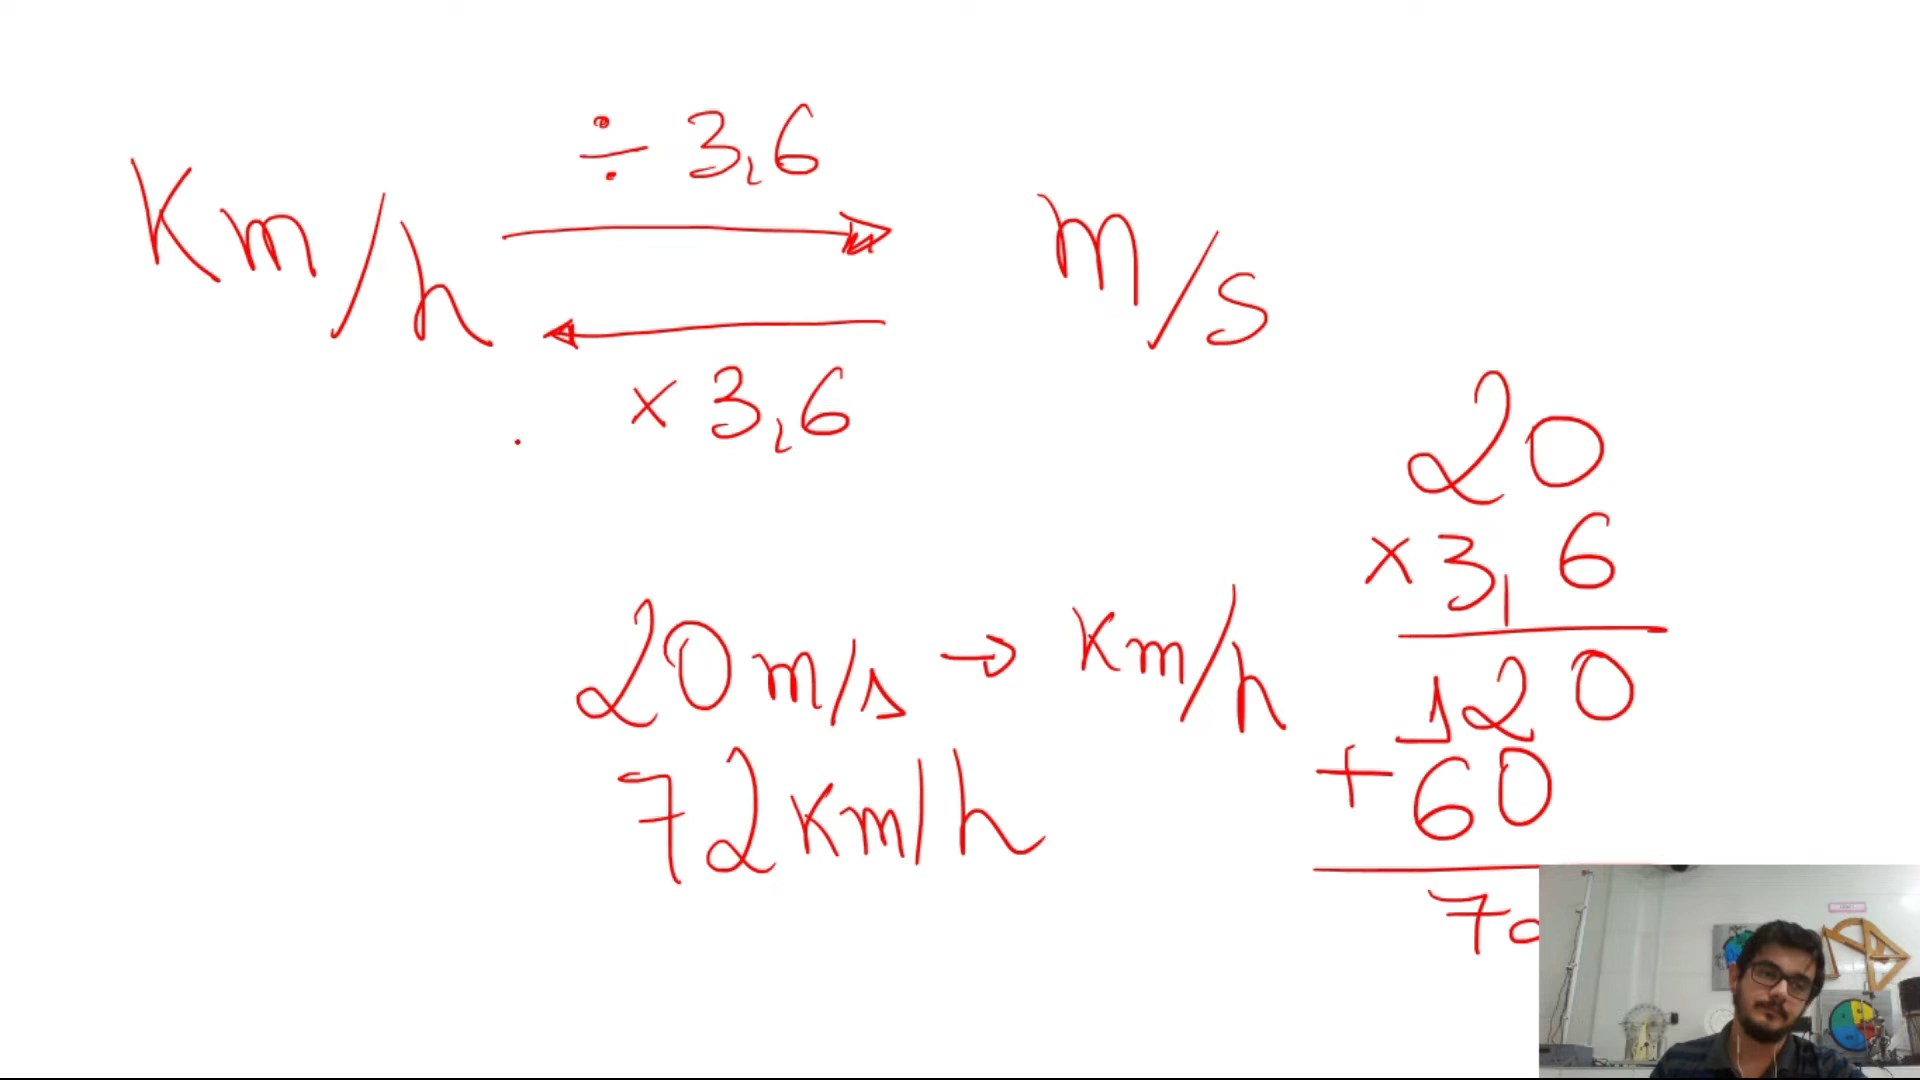 ÷ 3,6
Km/h m/s
× 3,6
20 m/s → Km/h
72 Km/h
20
× 3,6
120
+ 60